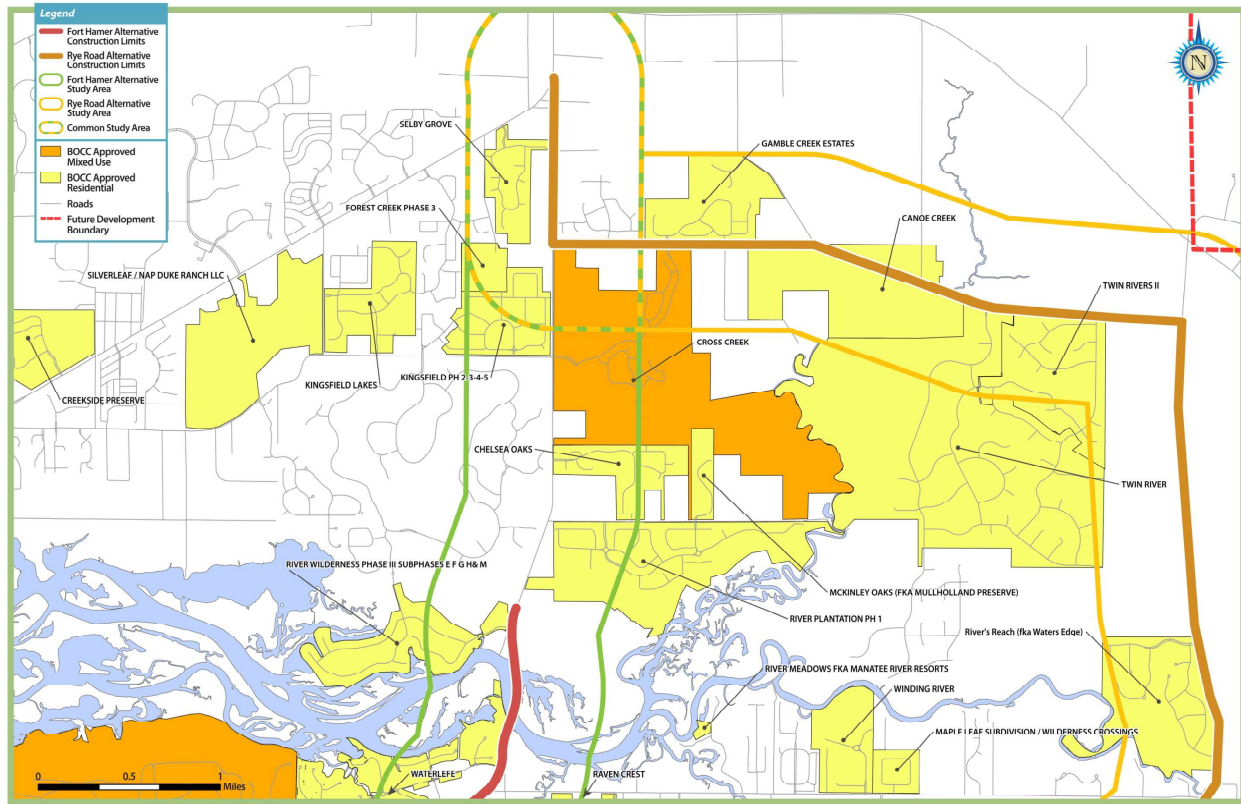 Legend
Fort Hamer Alternative
Construction Limits
Rye Road Alternative
Construction Limits
Fort Hamer Alternative
Study Area
Rye Road Alternative
Study Area
Common Study Area
BOCC Approved
Mixed Use
BOCC Approved
Residential
Roads
Future Development
Boundary
N
SELBY GROVE
GAMBLE CREEK ESTATES
FOREST CREEK PHASE 3
CANOE CREEK
SILVERLEAF / NAP DUKE RANCH LLC
TWIN RIVERS II
CROSS CREEK
KINGSFIELD LAKES
KINGSFIELD PH 2-3-4-5
CREEKSIDE PRESERVE
CHELSEA OAKS
TWIN RIVER
RIVER WILDERNESS PHASE III SUBPHASES E F G H& M
MCKINLEY OAKS (FKA MULLHOLLAND PRESERVE)
RIVER PLANTATION PH 1
River's Reach (fka Waters Edge)
RIVER MEADOWS FKA MANATEE RIVER RESORTS
WINDING RIVER
MAPLE LEAF SUBDIVISION / WILDERNESS CROSSINGS
WATERLEFE
RAVEN CREST
0 0.5 1
Miles